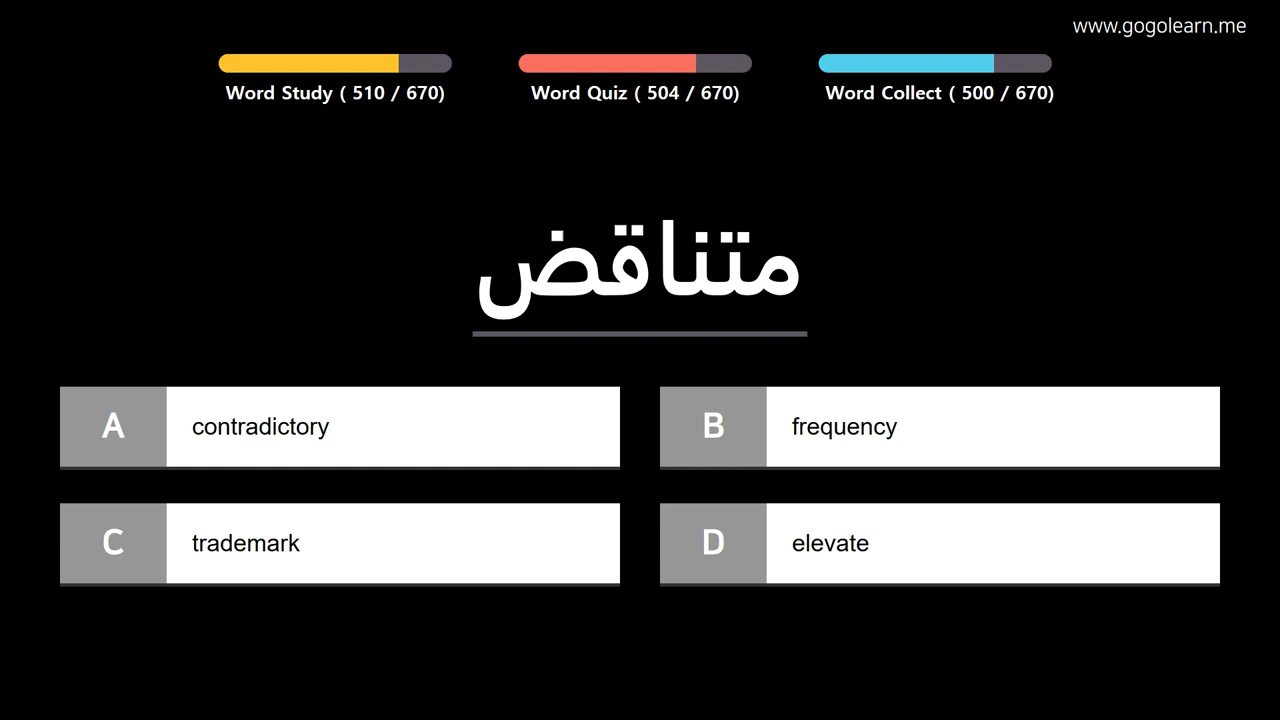 www.gogolearn.me
Word Study ( 510 / 670)
Word Quiz ( 504 / 670)
Word Collect ( 500 / 670)
متناقض
A contradictory
B frequency
C trademark
D elevate